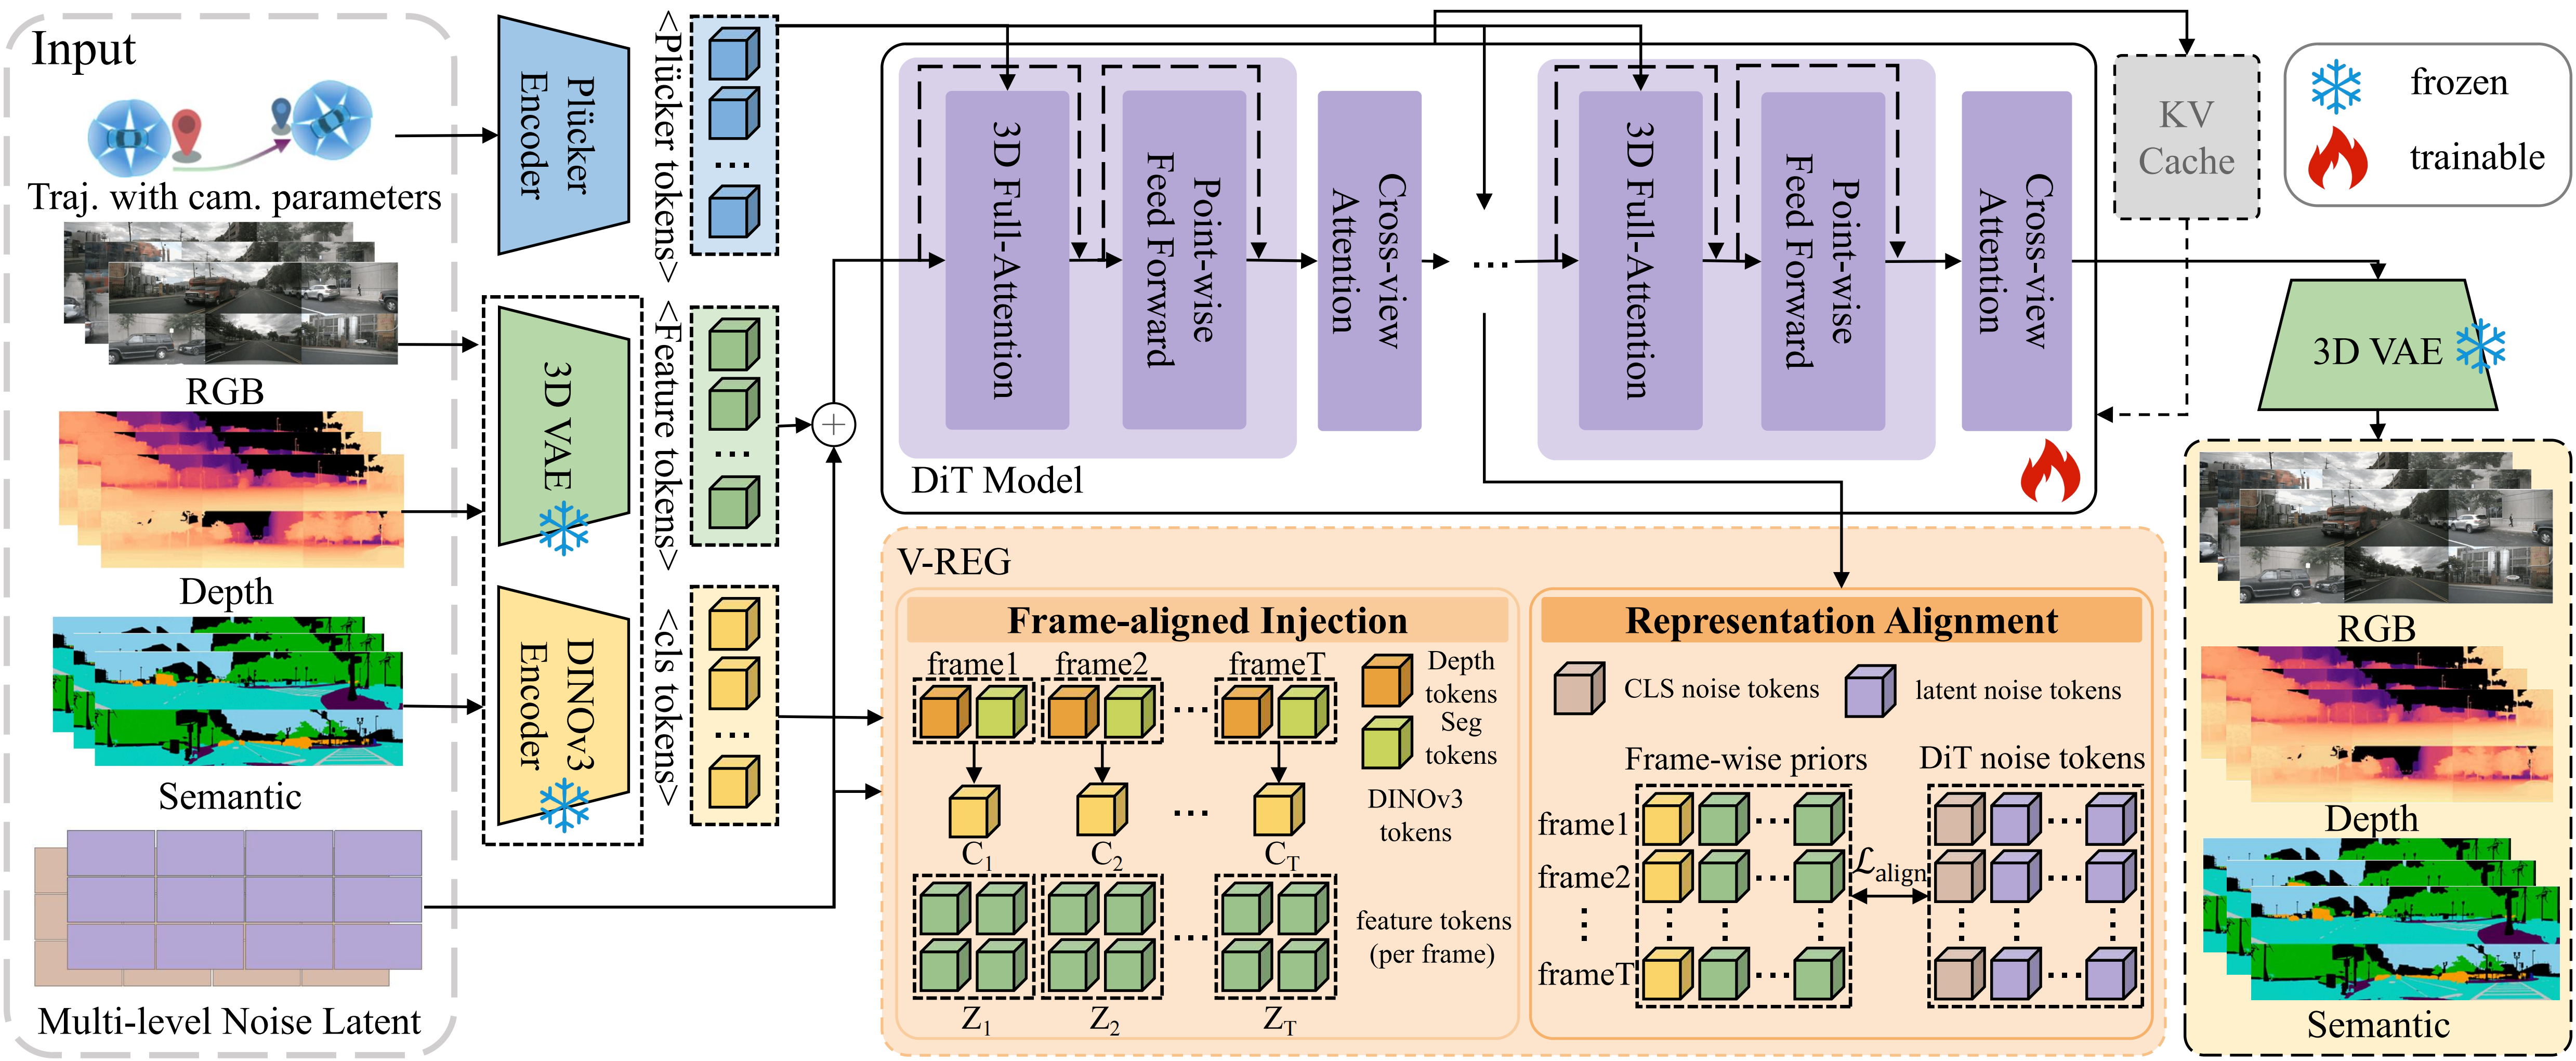 Input
Traj. with cam. parameters
RGB
Depth
Semantic
Multi-level Noise Latent
Plücker
Encoder
3D VAE
DINOv3
Encoder
<Plücker tokens>
<Feature tokens>
<cls tokens>
+
3D Full-Attention
Point-wise
Feed Forward
Cross-view
Attention
...
3D Full-Attention
Point-wise
Feed Forward
Cross-view
Attention
DiT Model
KV
Cache
frozen
trainable
3D VAE
RGB
Depth
Semantic
V-REG
Frame-aligned Injection
frame1 frame2 frameT
Depth
tokens
Seg
tokens
DINOv3
tokens
C1 C2 CT
feature tokens
(per frame)
Z1 Z2 ZT
Representation Alignment
CLS noise tokens
latent noise tokens
Frame-wise priors
DiT noise tokens
frame1
frame2
frameT
ℒalign